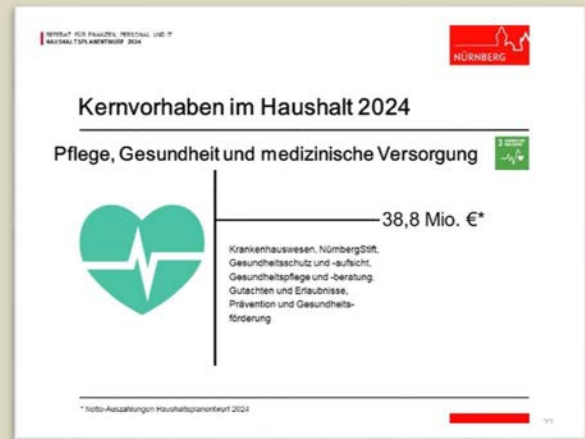 REFERAT FÜR FINANZEN, PERSONAL UND IT
HAUSHALTSPLANENTWURF 2024
NÜRNBERG
Kernvorhaben im Haushalt 2024
Pflege, Gesundheit und medizinische Versorgung
3
38,8 Mio. €*
Krankenhauswesen, NürnbergStift,
Gesundheitsschutz und -aufsicht,
Gesundheitspflege und -beratung,
Gutachten und Erlaubnisse,
Prävention und Gesundheits-
förderung
* Netto-Auszahlungen Haushaltsplanentwurf 2024